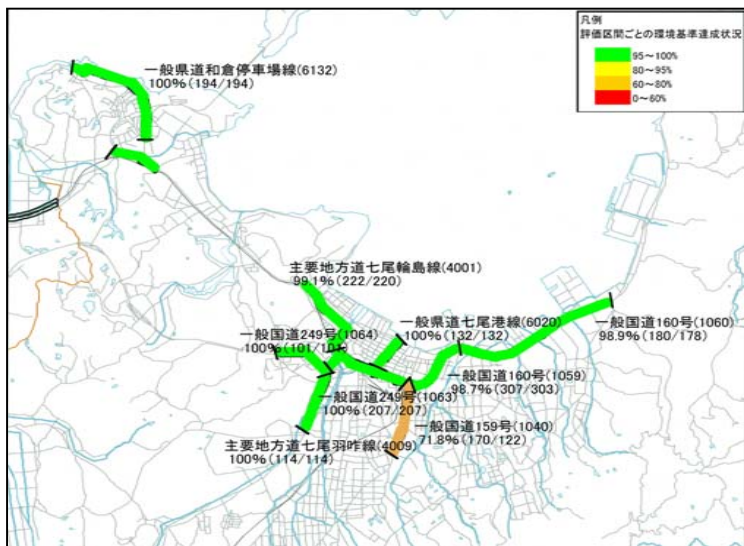 凡例
評価区間ごとの環境基準達成状況
95～100%
80～95%
60～80%
0～60%
一般県道和倉停車場線(6132)
100%(194/194)
主要地方道七尾輪島線(4001)
99.1%(222/220)
一般国道249号(1064)
100%(101/101)
一般県道七尾港線(6020)
100%(132/132)
一般国道160号(1060)
98.9%(180/178)
一般国道160号(1059)
98.7%(307/303)
一般国道249号(1063)
100%(207/207)
一般国道159号(1040)
71.8%(170/122)
主要地方道七尾羽咋線(4009)
100%(114/114)